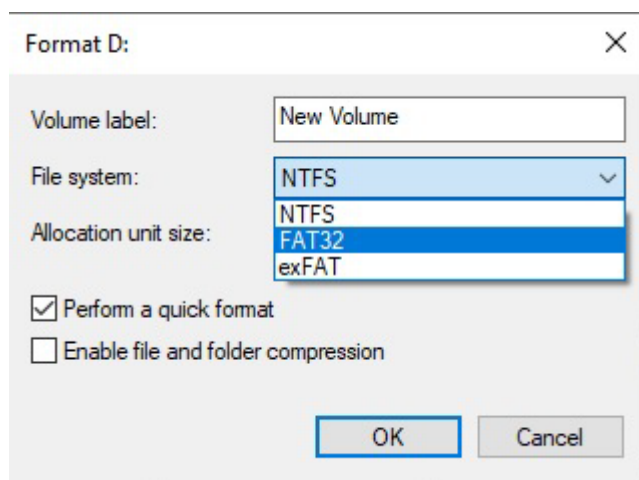 Format D:
Volume label: New Volume
File system: NTFS
NTFS
Allocation unit size: FAT32
exFAT
Perform a quick format
Enable file and folder compression
OK Cancel